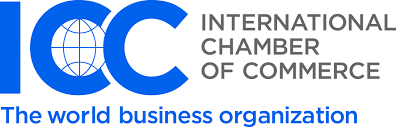 ICC
INTERNATIONAL
CHAMBER
OF COMMERCE
The world business organization